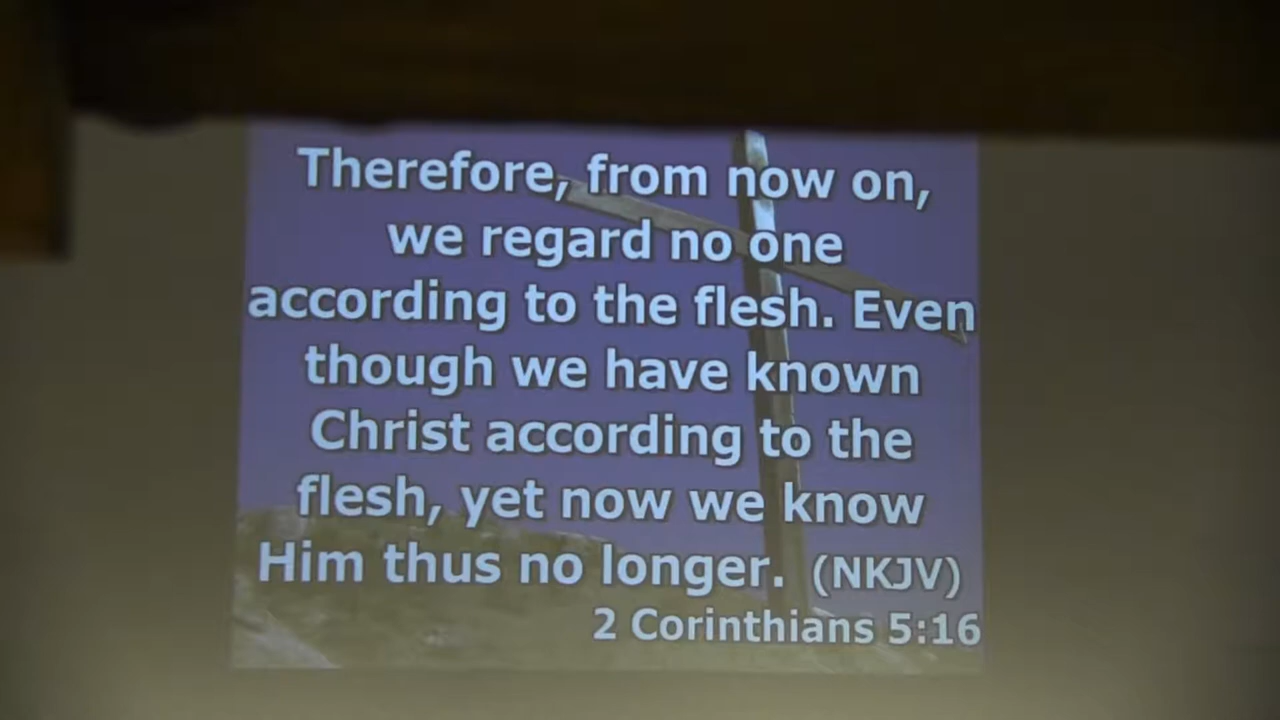 Therefore, from now on,
we regard no one
according to the flesh. Even
though we have known
Christ according to the
flesh, yet now we know
Him thus no longer. (NKJV)
2 Corinthians 5:16